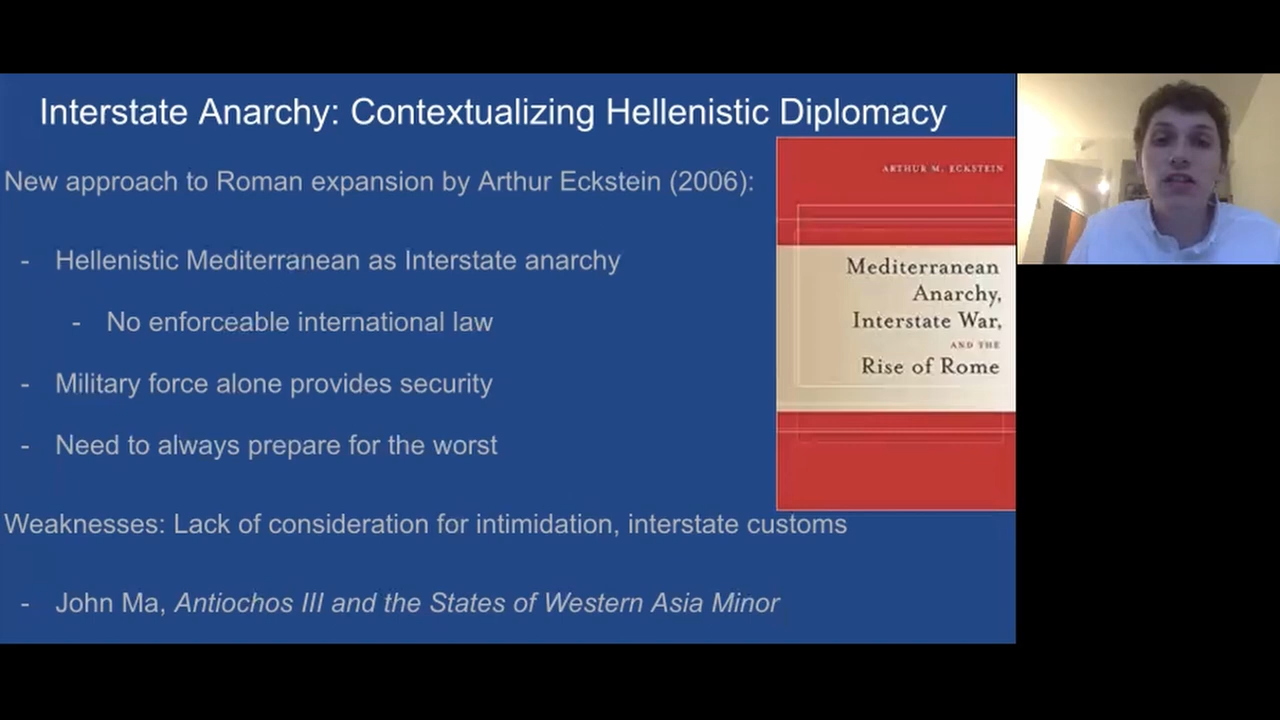 Interstate Anarchy: Contextualizing Hellenistic Diplomacy
New approach to Roman expansion by Arthur Eckstein (2006):
- Hellenistic Mediterranean as Interstate anarchy
- No enforceable international law
- Military force alone provides security
- Need to always prepare for the worst
Weaknesses: Lack of consideration for intimidation, interstate customs
- John Ma, Antiochos III and the States of Western Asia Minor
ARTHUR M. ECKSTEIN
Mediterranean
Anarchy,
Interstate War,
AND THE
Rise of Rome